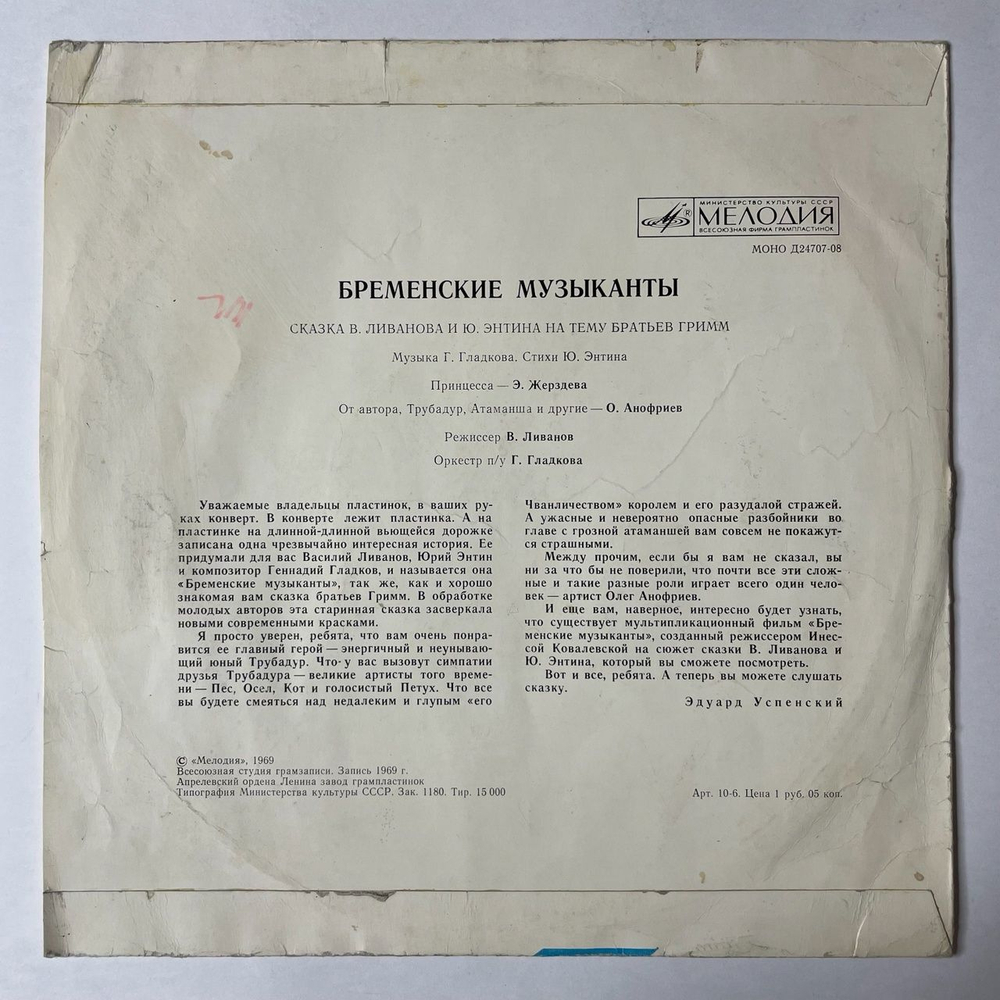 МИНИСТЕРСТВО КУЛЬТУРЫ СССР
МЕЛОДИЯ
ВСЕСОЮЗНАЯ ФИРМА ГРАМПЛАСТИНОК
МОНО Д24707-08
БРЕМЕНСКИЕ МУЗЫКАНТЫ
СКАЗКА В. ЛИВАНОВА И Ю. ЭНТИНА НА ТЕМУ БРАТЬЕВ ГРИММ
Музыка Г. Гладкова. Стихи Ю. Энтина
Принцесса — Э. Жерздева
От автора, Трубадур, Атаманша и другие — О. Анофриев
Режиссер В. Ливанов
Оркестр п/у Г. Гладкова
Уважаемые владельцы пластинок, в ваших ру-
ках конверт. В конверте лежит пластинка. А на
пластинке на длинной-длинной вьющейся дорожке
записана одна чрезвычайно интересная история. Ее
придумали для вас Василий Ливанов, Юрий Энтин
и композитор Геннадий Гладков, и называется она
«Бременские музыканты», так же, как и хорошо
знакомая вам сказка братьев Гримм. В обработке
молодых авторов эта старинная сказка засверкала
новыми современными красками.
Я просто уверен, ребята, что вам очень понра-
вится ее главный герой — энергичный и неунываю-
щий юный Трубадур. Что-у вас вызовут симпатии
друзья Трубадура — великие артисты того време-
ни — Пес, Осел, Кот и голосистый Петух. Что все
вы будете смеяться над недалеким и глупым «его
Чванличеством» королем и его разудалой стражей.
А ужасные и невероятно опасные разбойники во
главе с грозной атаманшей вам совсем не покажут-
ся страшными.
Между прочим, если бы я вам не сказал, вы
ни за что бы не поверили, что почти все эти слож-
ные и такие разные роли играет всего один чело-
век — артист Олег Анофриев.
И еще вам, наверное, интересно будет узнать,
что существует мультипликационный фильм «Бре-
менские музыканты», созданный режиссером Инес-
сой Ковалевской на сюжет сказки В. Ливанова и
Ю. Энтина, который вы сможете посмотреть.
Вот и все, ребята. А теперь вы можете слушать
сказку.
Эдуард Успенский
© «Мелодия», 1969
Всесоюзная студия грамзаписи. Запись 1969 г.
Апрелевский ордена Ленина завод грампластинок
Типография Министерства культуры СССР. Зак. 1180. Тир. 15 000
Арт. 10-6. Цена 1 руб. 05 коп.